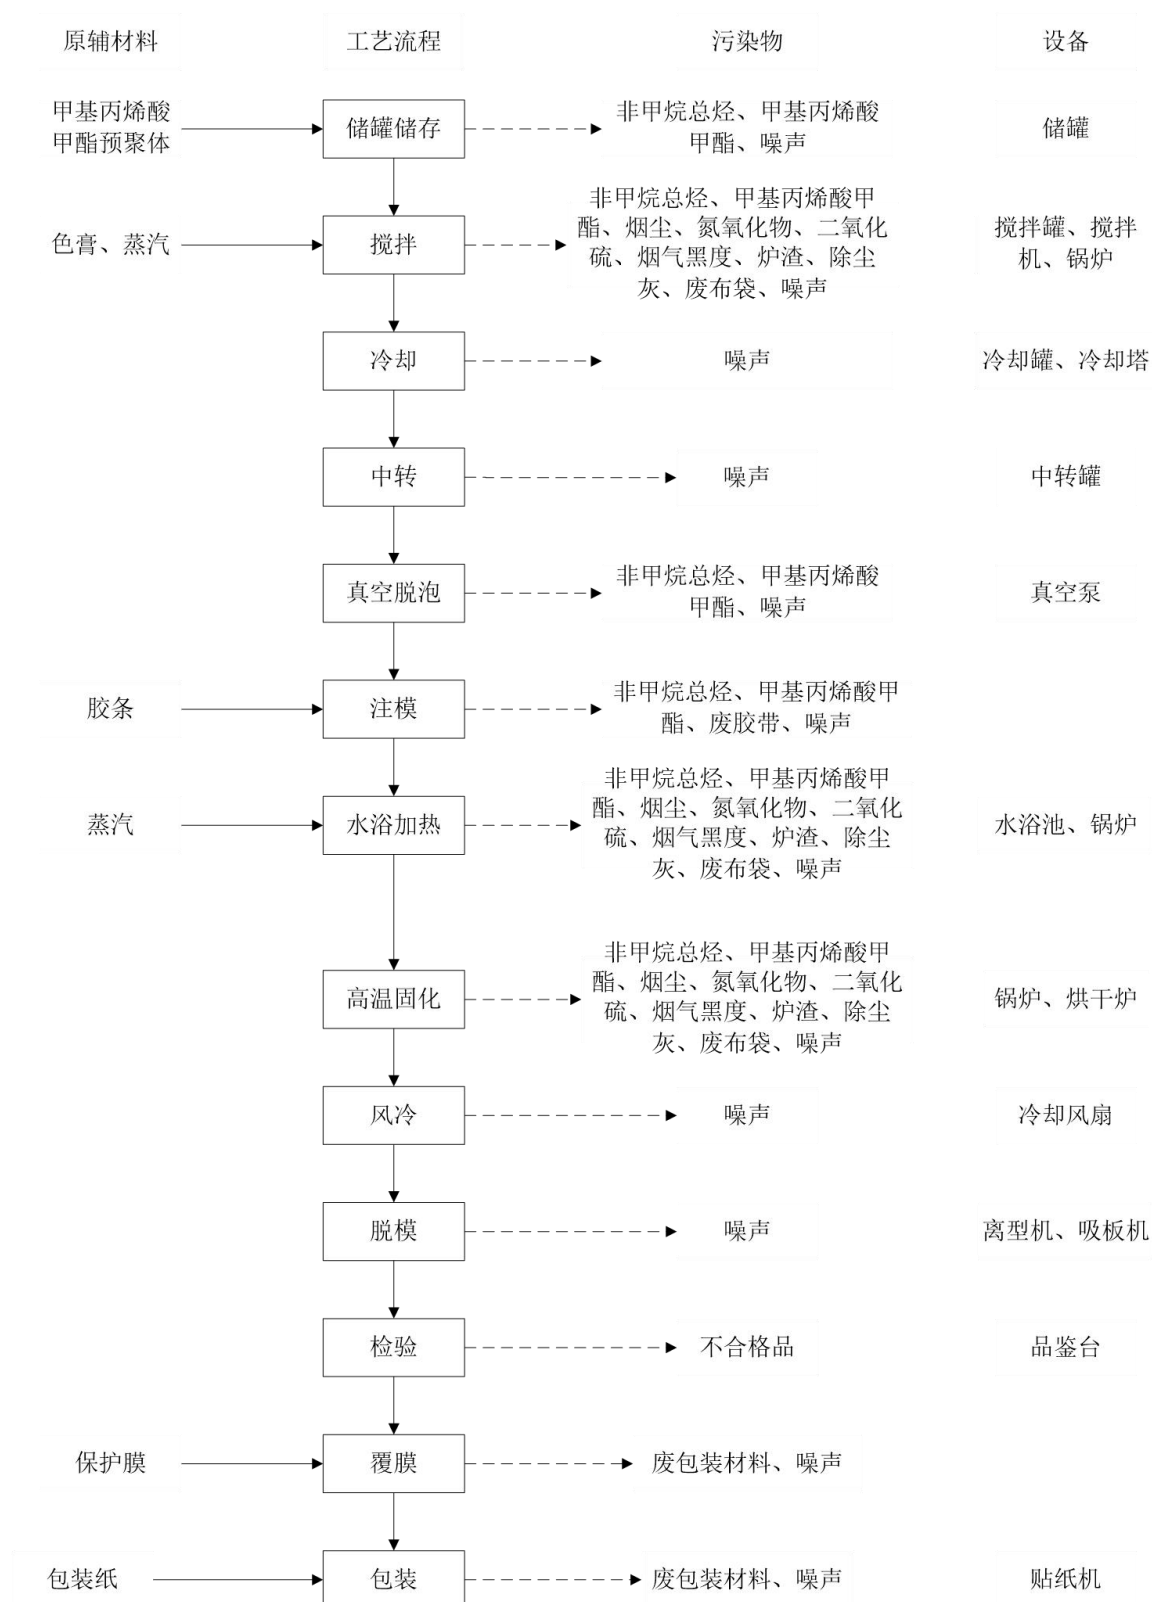 原辅材料 工艺流程 污染物 设备
甲基丙烯酸
甲酯预聚体
储罐储存
非甲烷总烃、甲基丙烯酸
甲酯、噪声
储罐
色膏、蒸汽
搅拌
非甲烷总烃、甲基丙烯酸甲
酯、烟尘、氮氧化物、二氧化
硫、烟气黑度、炉渣、除尘
灰、废布袋、噪声
搅拌罐、搅拌
机、锅炉
冷却
噪声
冷却罐、冷却塔
中转
噪声
中转罐
真空脱泡
非甲烷总烃、甲基丙烯酸
甲酯、噪声
真空泵
胶条
注模
非甲烷总烃、甲基丙烯酸甲
酯、废胶带、噪声
蒸汽
水浴加热
非甲烷总烃、甲基丙烯酸甲
酯、烟尘、氮氧化物、二氧化
硫、烟气黑度、炉渣、除尘
灰、废布袋、噪声
水浴池、锅炉
高温固化
非甲烷总烃、甲基丙烯酸甲
酯、烟尘、氮氧化物、二氧化
硫、烟气黑度、炉渣、除尘
灰、废布袋、噪声
锅炉、烘干炉
风冷
噪声
冷却风扇
脱模
噪声
离型机、吸板机
检验
不合格品
品鉴台
保护膜
覆膜
废包装材料、噪声
包装纸
包装
废包装材料、噪声
贴纸机